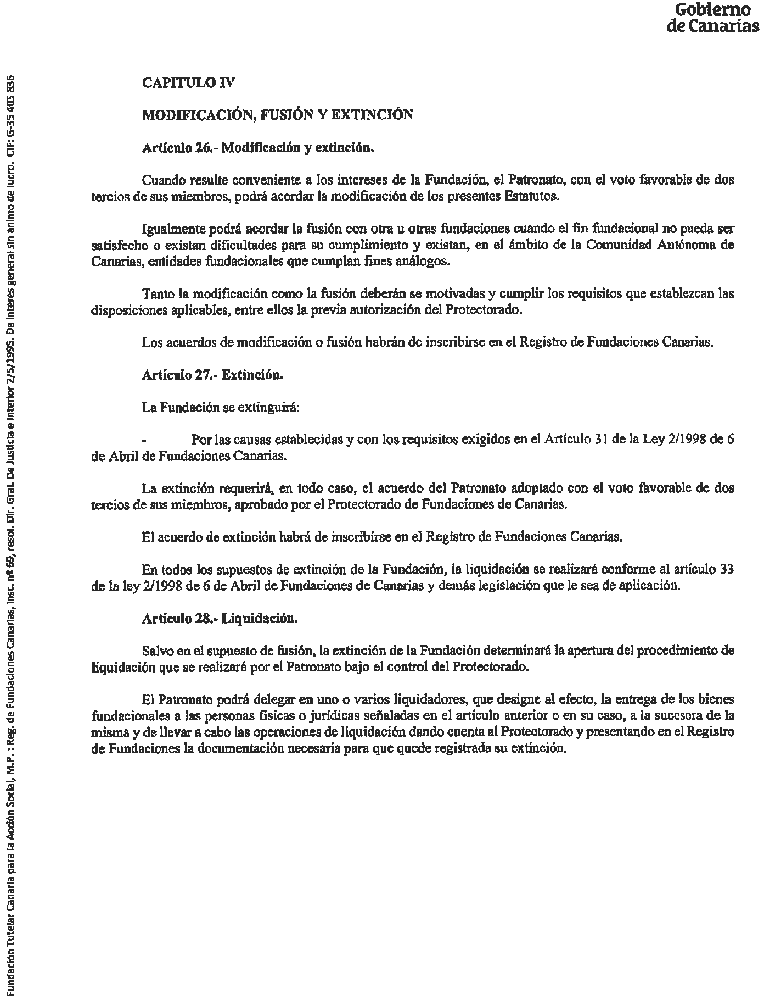 Gobierno
de Canarias
CAPITULO IV
MODIFICACIÓN, FUSIÓN Y EXTINCIÓN
Artículo 26.- Modificación y extinción.
Cuando resulte conveniente a los intereses de la Fundación, el Patronato, con el voto favorable de dos
tercios de sus miembros, podrá acordar la modificación de los presentes Estatutos.
Igualmente podrá acordar la fusión con otra u otras fundaciones cuando el fin fundacional no pueda ser
satisfecho o existan dificultades para su cumplimiento y existan, en el ámbito de la Comunidad Autónoma de
Canarias, entidades fundacionales que cumplan fines análogos.
Tanto la modificación como la fusión deberán se motivadas y cumplir los requisitos que establezcan las
disposiciones aplicables, entre ellos la previa autorización del Protectorado.
Los acuerdos de modificación o fusión habrán de inscribirse en el Registro de Fundaciones Canarias.
Artículo 27.- Extinción.
La Fundación se extinguirá:
- Por las causas establecidas y con los requisitos exigidos en el Artículo 31 de la Ley 2/1998 de 6
de Abril de Fundaciones Canarias.
La extinción requerirá, en todo caso, el acuerdo del Patronato adoptado con el voto favorable de dos
tercios de sus miembros, aprobado por el Protectorado de Fundaciones de Canarias.
El acuerdo de extinción habrá de inscribirse en el Registro de Fundaciones Canarias.
En todos los supuestos de extinción de la Fundación, la liquidación se realizará conforme al artículo 33
de la ley 2/1998 de 6 de Abril de Fundaciones de Canarias y demás legislación que le sea de aplicación.
Artículo 28.- Liquidación.
Salvo en el supuesto de fusión, la extinción de la Fundación determinará la apertura del procedimiento de
liquidación que se realizará por el Patronato bajo el control del Protectorado.
El Patronato podrá delegar en uno o varios liquidadores, que designe al efecto, la entrega de los bienes
fundacionales a las personas físicas o jurídicas señaladas en el artículo anterior o en su caso, a la sucesora de la
misma y de llevar a cabo las operaciones de liquidación dando cuenta al Protectorado y presentando en el Registro
de Fundaciones la documentación necesaria para que quede registrada su extinción.
Fundación Tutelar Canaria para la Acción Social, M.P. : Reg. de Fundaciones Canarias, Insc. nº 69, resol. Dir. Gral. De Justicia e Interior 2/5/1995. De interés general sin animo de lucro. CIF: G-35 405 836